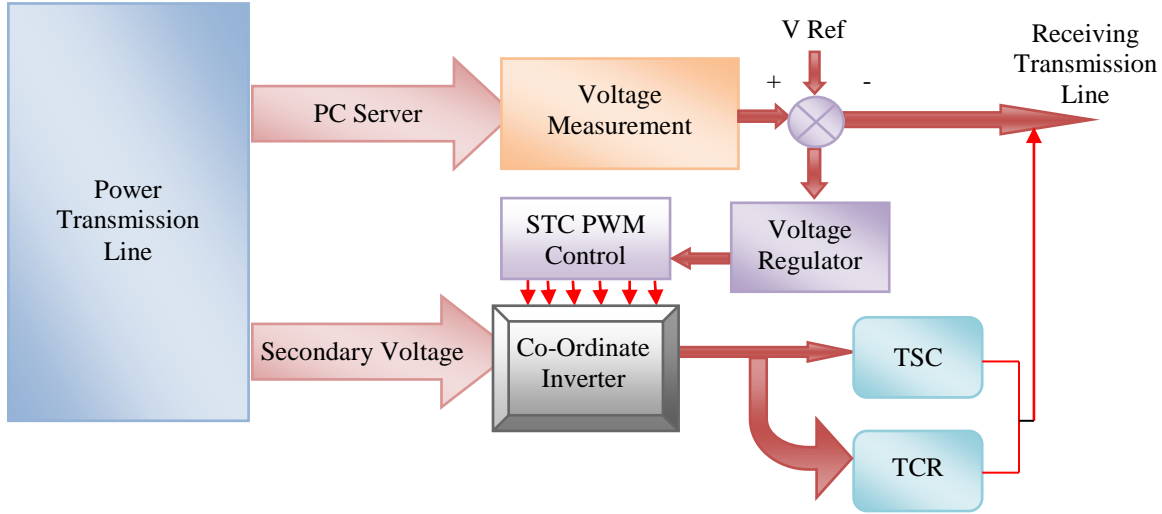 V Ref
Receiving
Transmission
Line
+
-
PC Server
Voltage
Measurement
Power
Transmission
Line
STC PWM
Control
Voltage
Regulator
Secondary Voltage
Co-Ordinate
Inverter
TSC
TCR